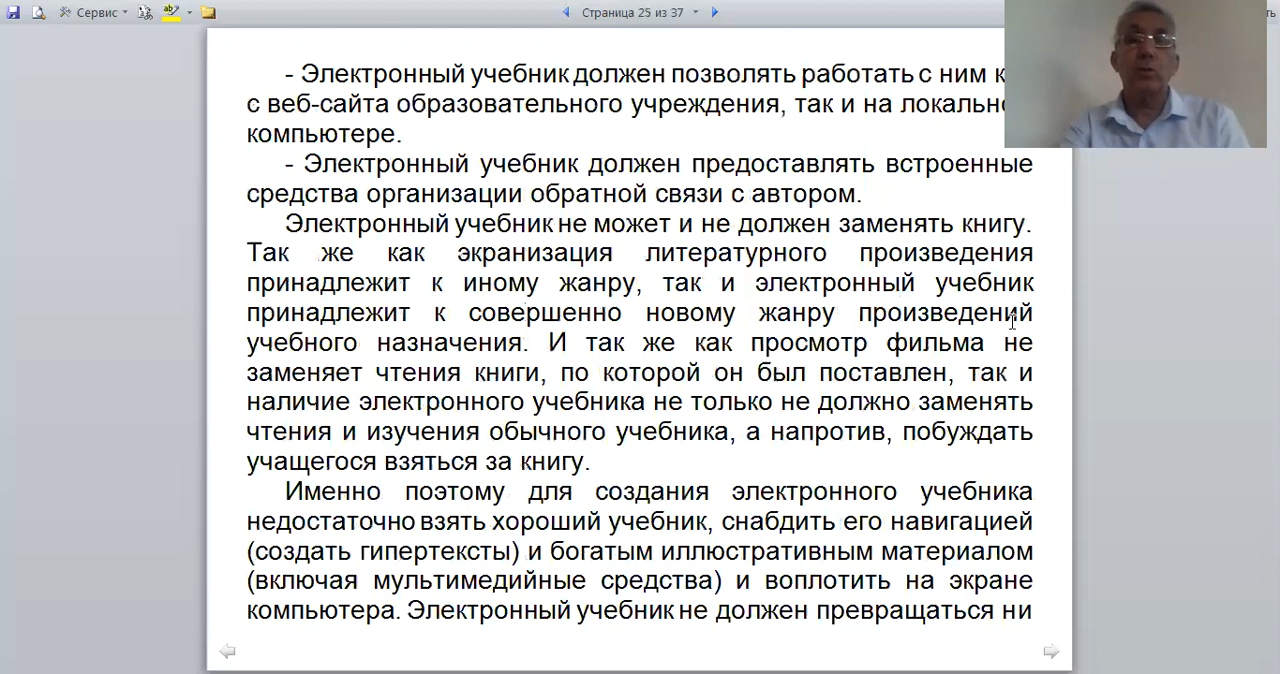 Сервис
Страница 25 из 37
ть
- Электронный учебник должен позволять работать с ним
с веб-сайта образовательного учреждения, так и на
компьютере.
- Электронный учебник должен предоставлять встроенные
средства организации обратной связи с автором.
Электронный учебник не может и не должен заменять книгу.
Так же как экранизация литературного произведения
принадлежит к иному жанру, так и электронный учебник
принадлежит к совершенно новому жанру произведений
учебного назначения. И так же как просмотр фильма не
заменяет чтения книги, по которой он был поставлен, так и
наличие электронного учебника не только не должно заменять
чтения и изучения обычного учебника, а напротив, побуждать
учащегося взяться за книгу.
Именно поэтому для создания электронного учебника
недостаточно взять хороший учебник, снабдить его навигацией
(создать гипертексты) и богатым иллюстративным материалом
(включая мультимедийные средства) и воплотить на экране
компьютера. Электронный учебник не должен превращаться ни